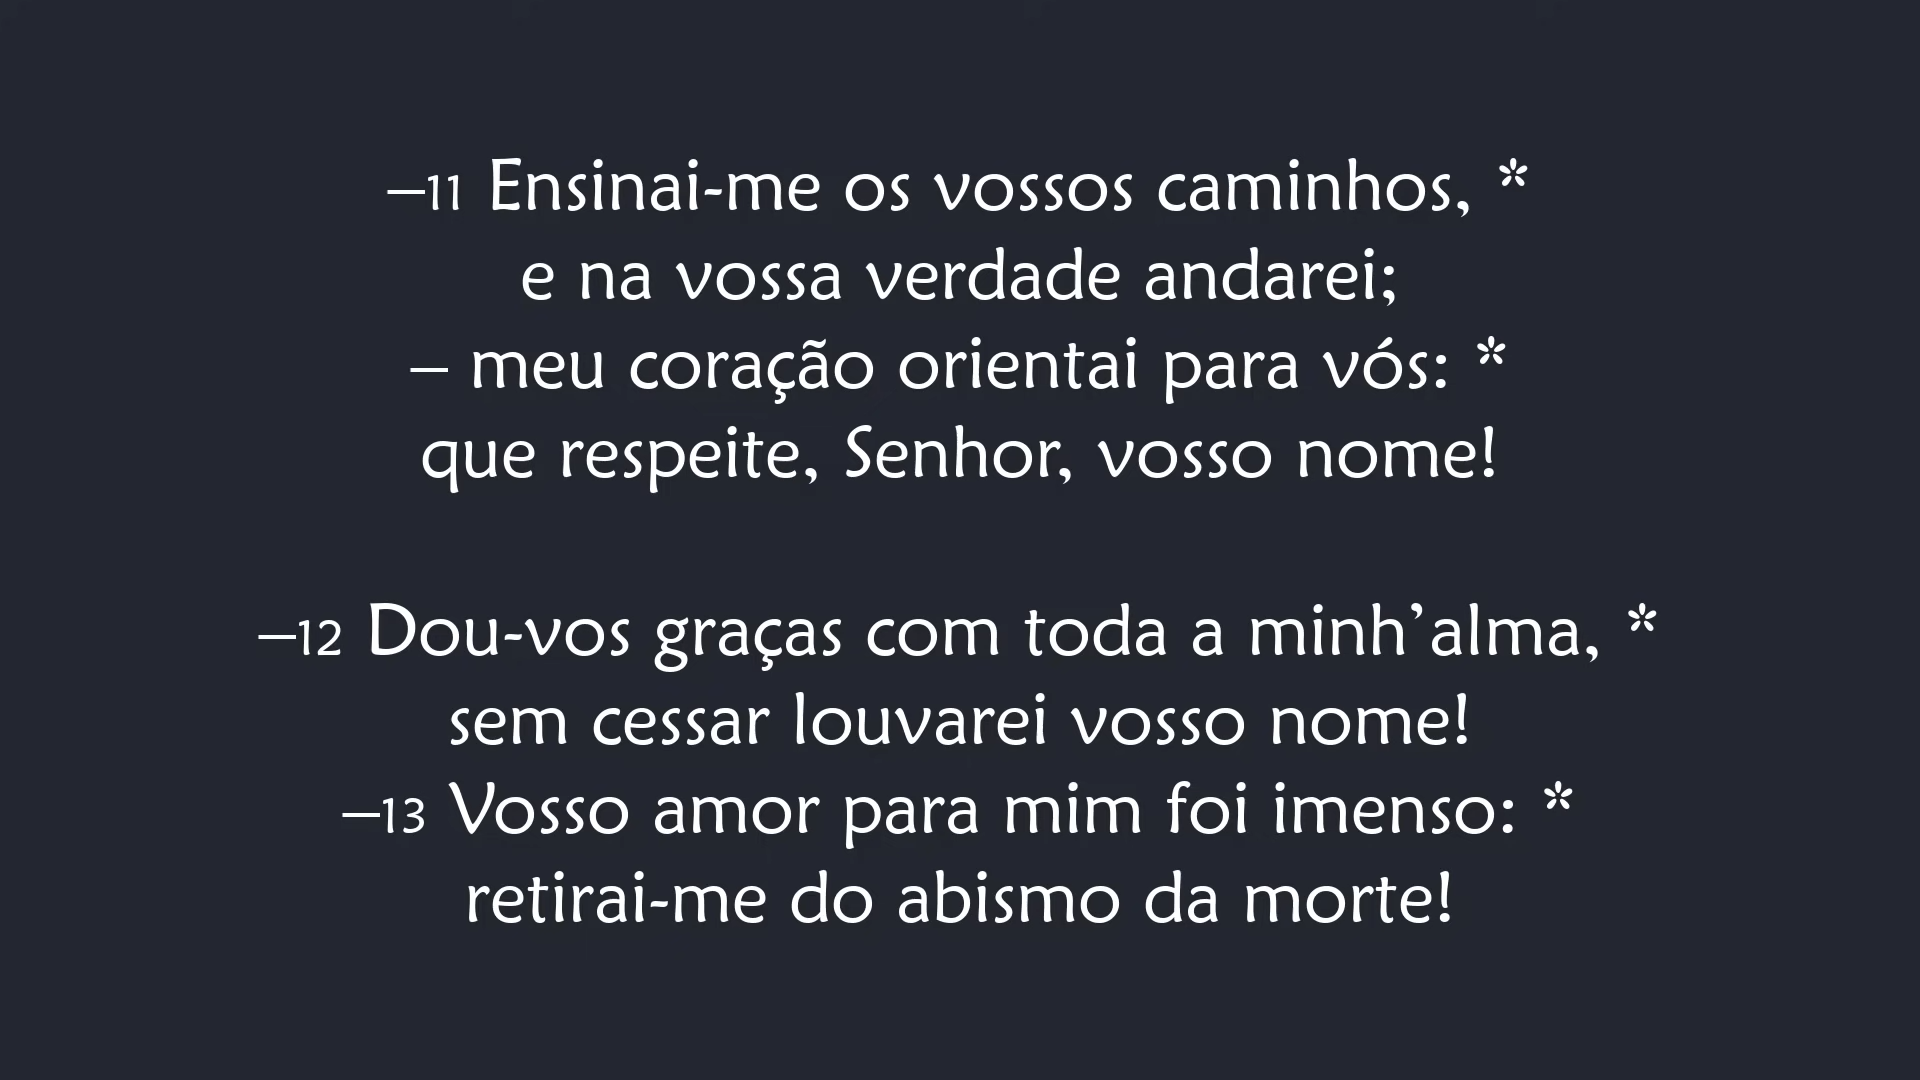 –11 Ensinai-me os vossos caminhos, *
e na vossa verdade andarei;
– meu coração orientai para vós: *
que respeite, Senhor, vosso nome!
–12 Dou-vos graças com toda a minh’alma, *
sem cessar louvarei vosso nome!
–13 Vosso amor para mim foi imenso: *
retirai-me do abismo da morte!